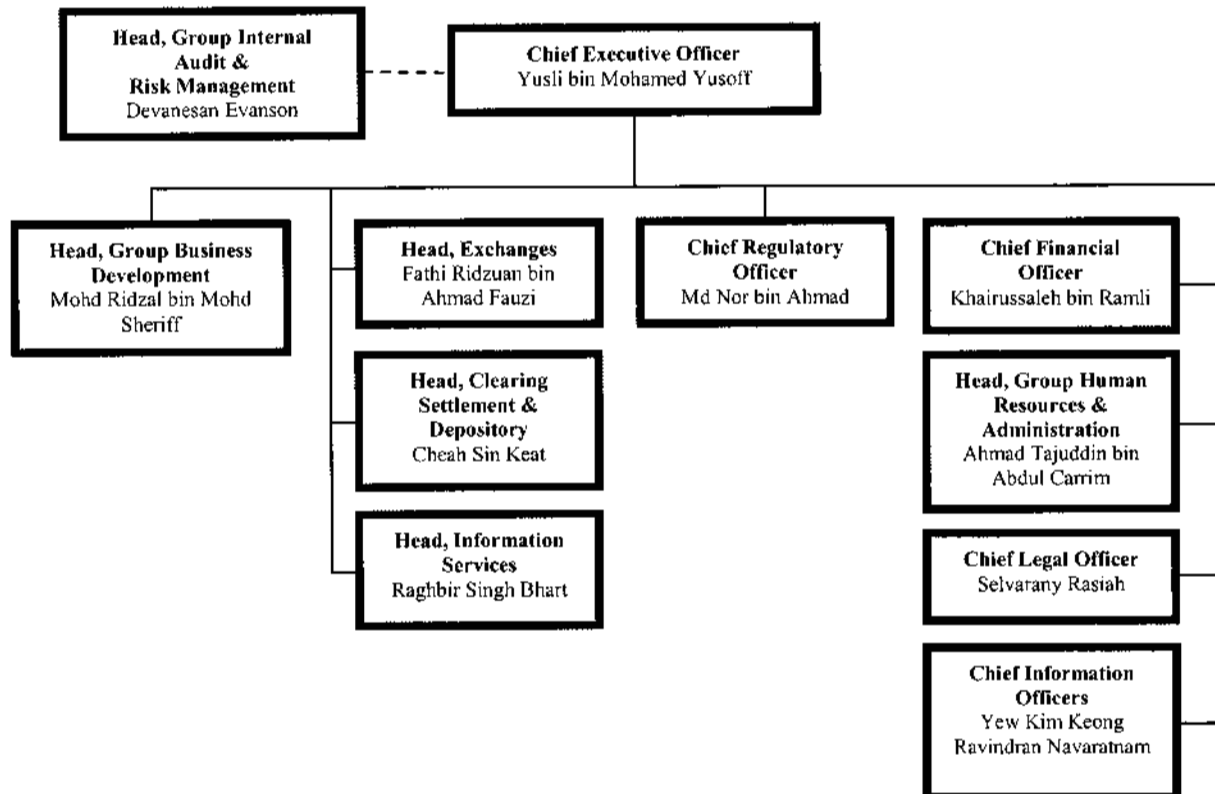 Head, Group Internal
Audit &
Risk Management
Devanesan Evanson
Chief Executive Officer
Yusli bin Mohamed Yusoff
Head, Group Business
Development
Mohd Ridzal bin Mohd
Sheriff
Head, Exchanges
Fathi Ridzuan bin
Ahmad Fauzi
Head, Clearing
Settlement &
Depository
Cheah Sin Keat
Head, Information
Services
Raghbir Singh Bhart
Chief Regulatory
Officer
Md Nor bin Ahmad
Chief Financial
Officer
Khairussaleh bin Ramli
Head, Group Human
Resources &
Administration
Ahmad Tajuddin bin
Abdul Carrim
Chief Legal Officer
Selvarany Rasiah
Chief Information
Officers
Yew Kim Keong
Ravindran Navaratnam